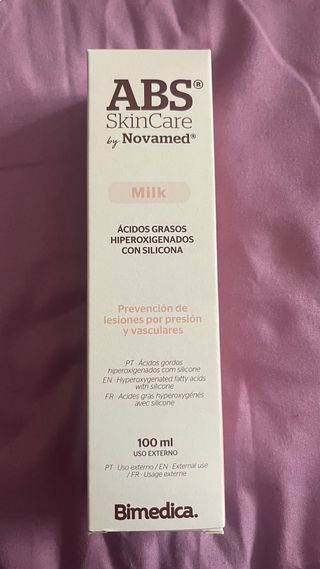 ABS®
SkinCare
by Novamed®
Milk
ÁCIDOS GRASOS
HIPEROXIGENADOS
CON SILICONA
Prevención de
lesiones por presión
y vasculares
PT · Ácidos gordos
hiperoxigenados com silicone
EN · Hyperoxygenated fatty acids
with silicone
FR · Acides gras hyperoxygénés
avec silicone
100 ml
USO EXTERNO
PT · Uso externo / EN · External use
/ FR · Usage externe
Bimedica.